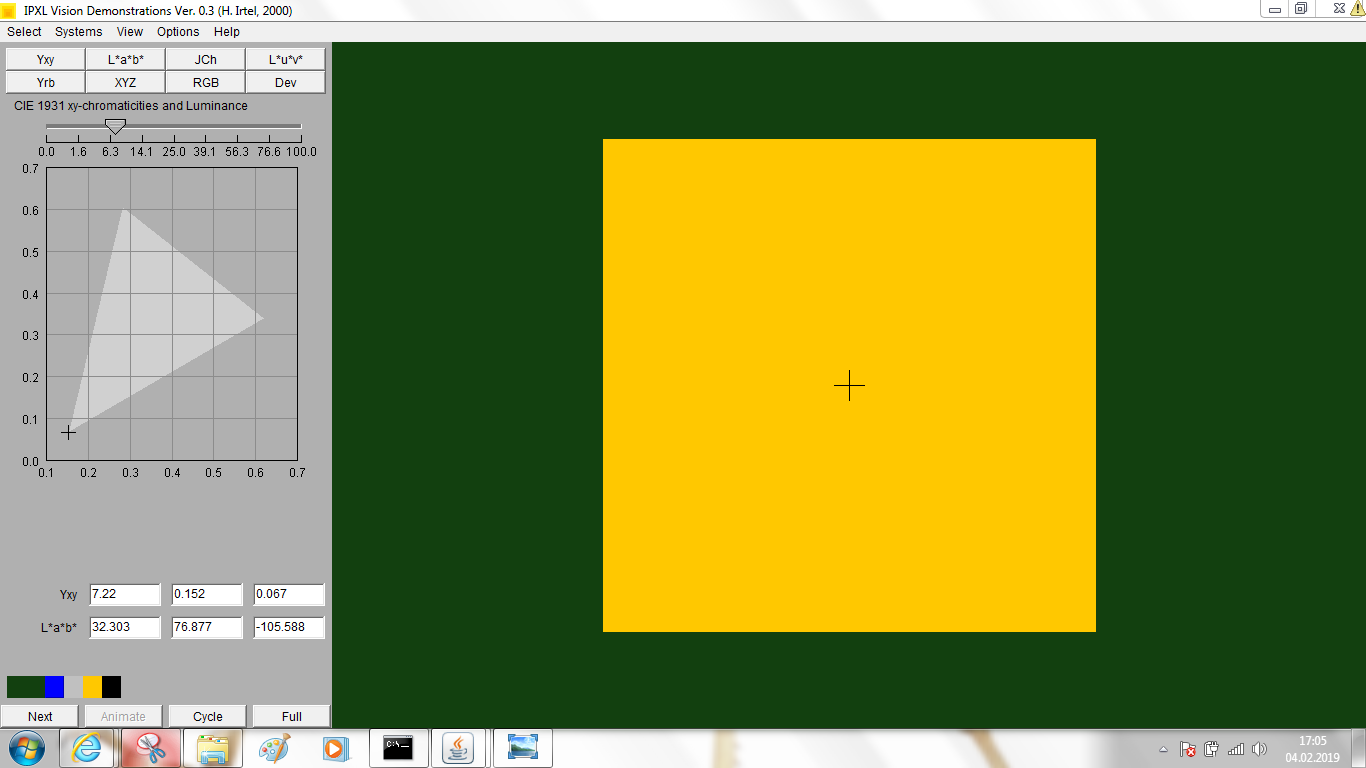 IPXL Vision Demonstrations Ver. 0.3 (H. Irtel, 2000)
Select Systems View Options Help
Yxy L*a*b* JCh L*u*v*
Yrb XYZ RGB Dev
CIE 1931 xy-chromaticities and Luminance
0.0 1.6 6.3 14.1 25.0 39.1 56.3 76.6 100.0
0.7
0.6
0.5
0.4
0.3
0.2
0.1
0.0
0.1 0.2 0.3 0.4 0.5 0.6 0.7
Yxy 7.22 0.152 0.067
L*a*b* 32.303 76.877 -105.588
Next Animate Cycle Full
C:\_
17:05
04.02.2019